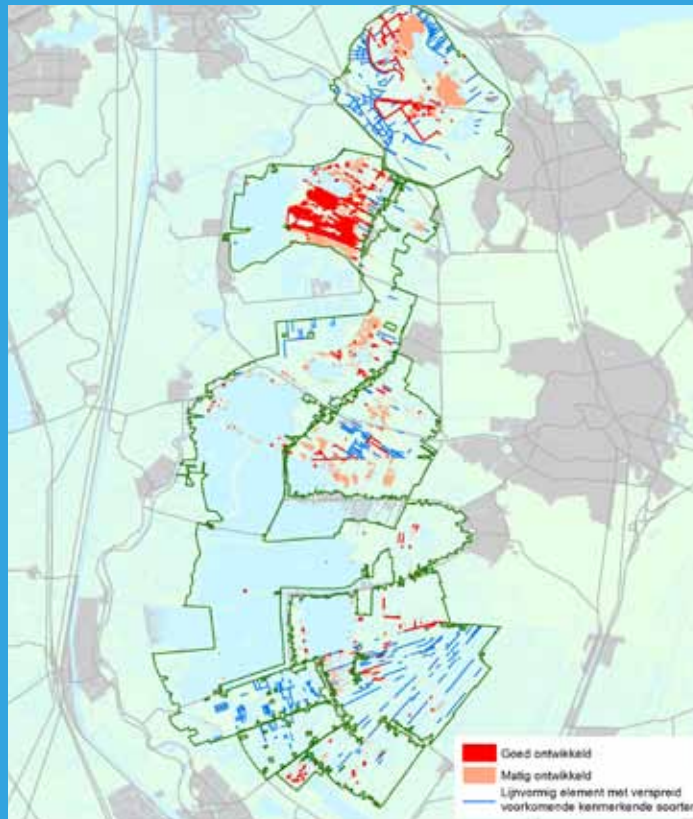 Goed ontwikkeld
Matig ontwikkeld
Lijnvormig element met verspreid
voorkomende kenmerkende soorten